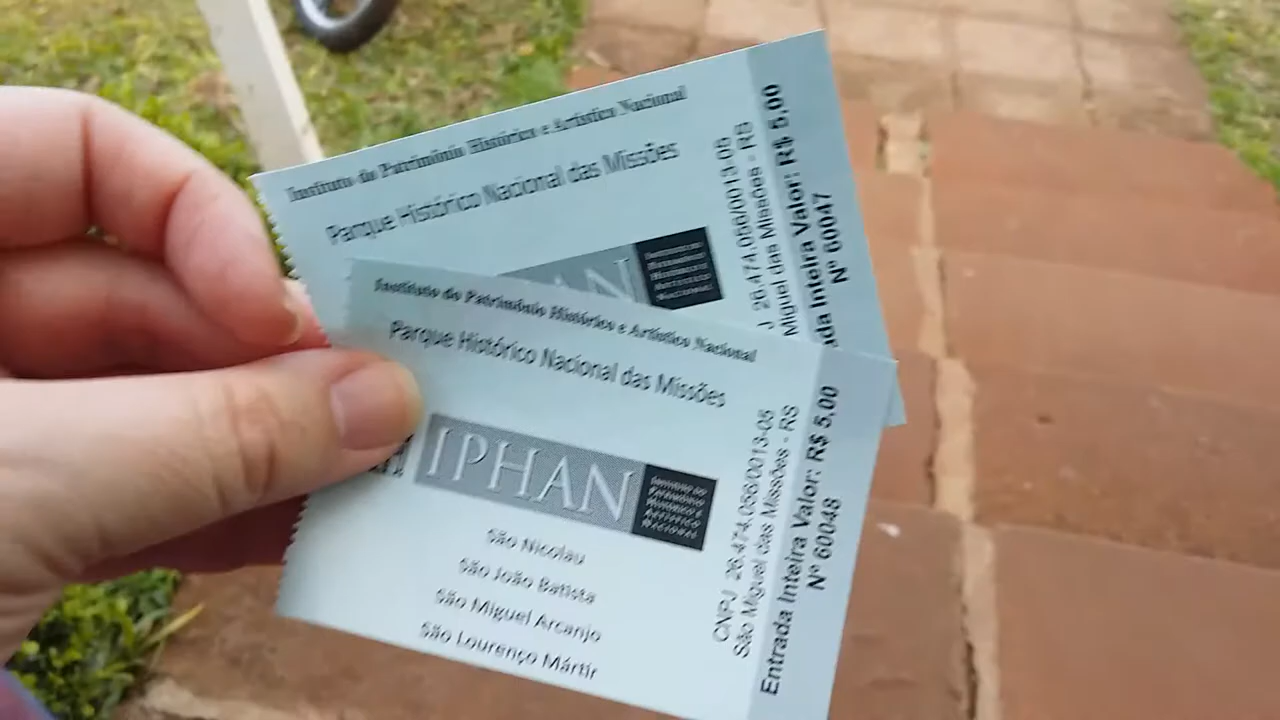 Instituto do Patrimônio Histórico e Artístico Nacional
Parque Histórico Nacional das Missões
26.474.056/0013-05
Miguel das Missões - RS
Inteira Valor: R$ 5,00
Nº 60047
Instituto do Patrimônio Histórico e Artístico Nacional
Parque Histórico Nacional das Missões
IPHAN
São Nicolau
São João Batista
São Miguel Arcanjo
São Lourenço Mártir
CNPJ 26.474.056/0013-05
São Miguel das Missões - RS
Entrada Inteira Valor: R$ 5,00
Nº 60048